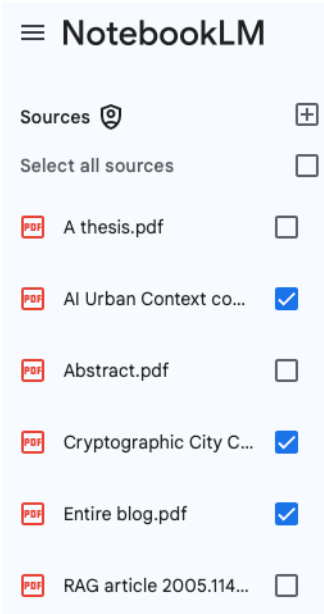 NotebookLM
Sources
Select all sources
PDF A thesis.pdf
PDF AI Urban Context co...
PDF Abstract.pdf
PDF Cryptographic City C...
PDF Entire blog.pdf
PDF RAG article 2005.114...